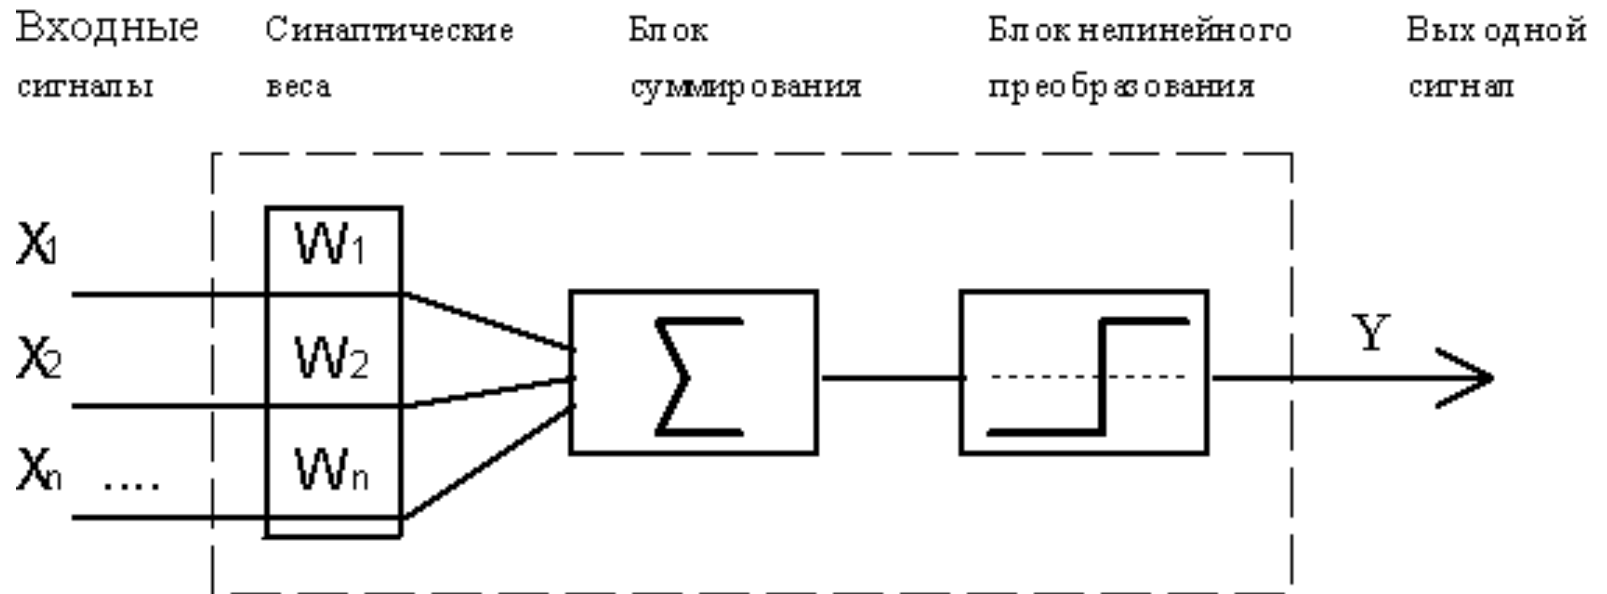 Входные Синаптические Блок Блок нелинейного Выходной
сигналы веса суммирования преобразования сигнал
X1 W1
X2 W2 Y
Xn .... Wn